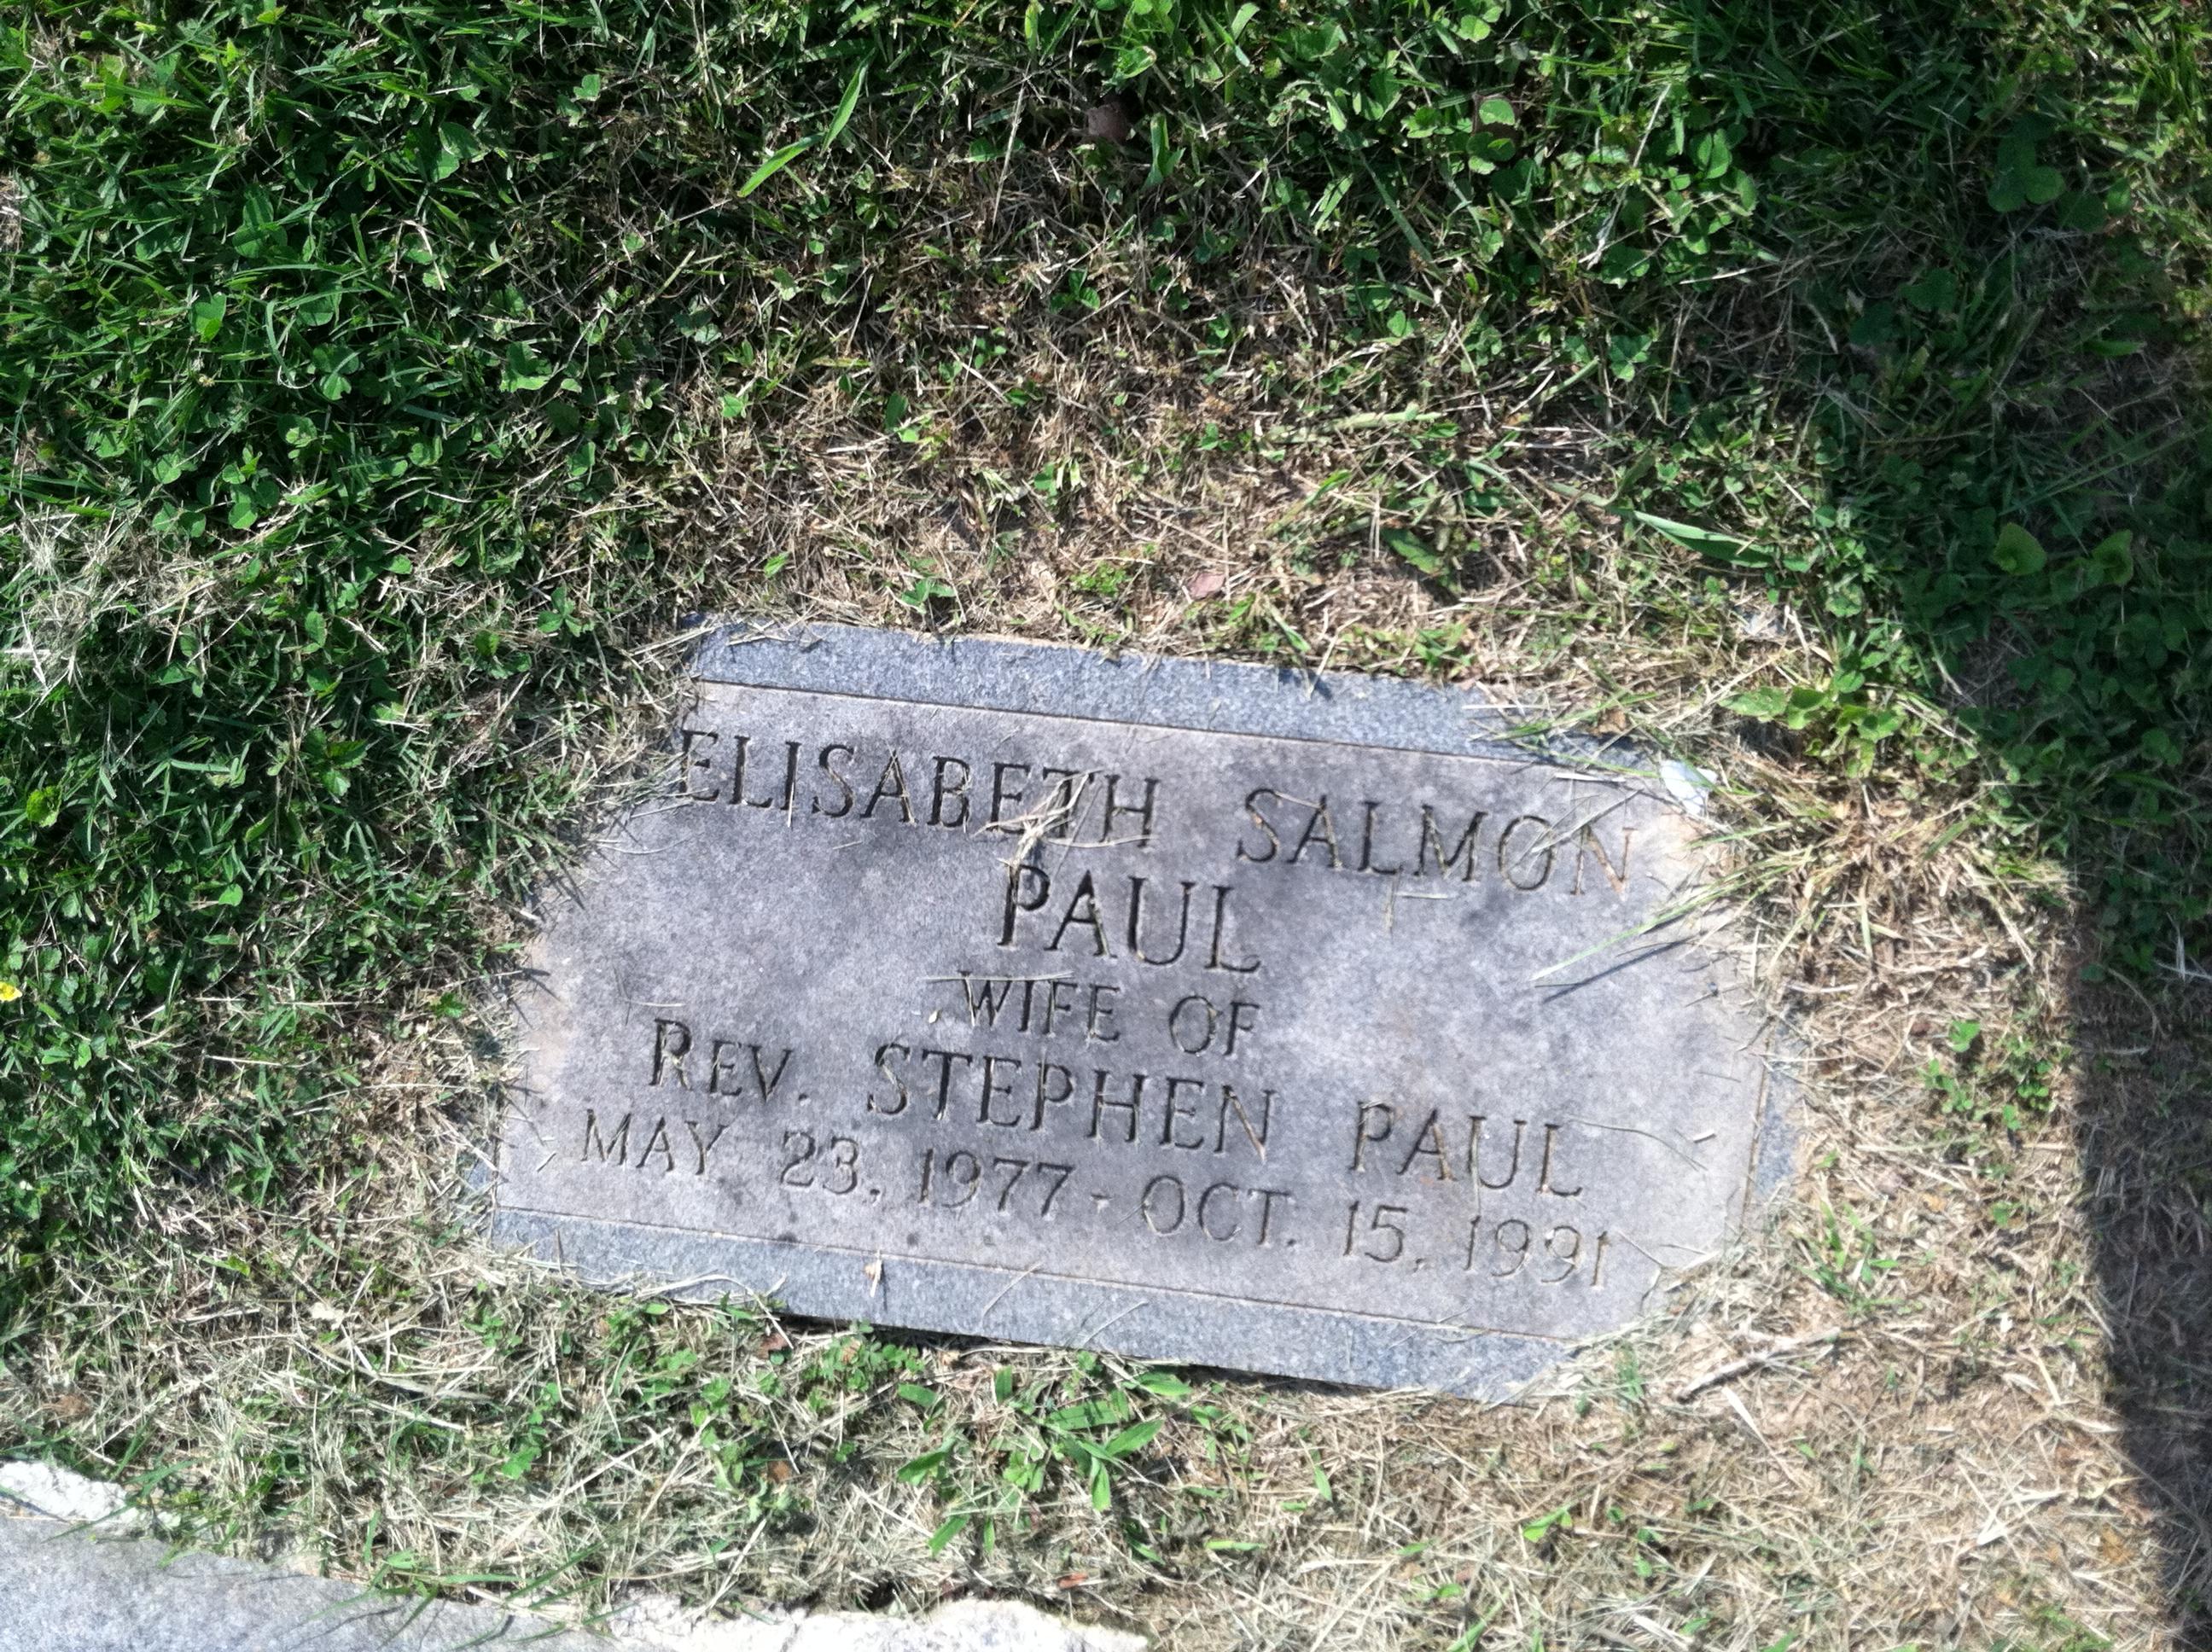 ELISABETH SALMON
PAUL
WIFE OF
REV. STEPHEN PAUL
MAY 23, 1977 - OCT. 15, 1991